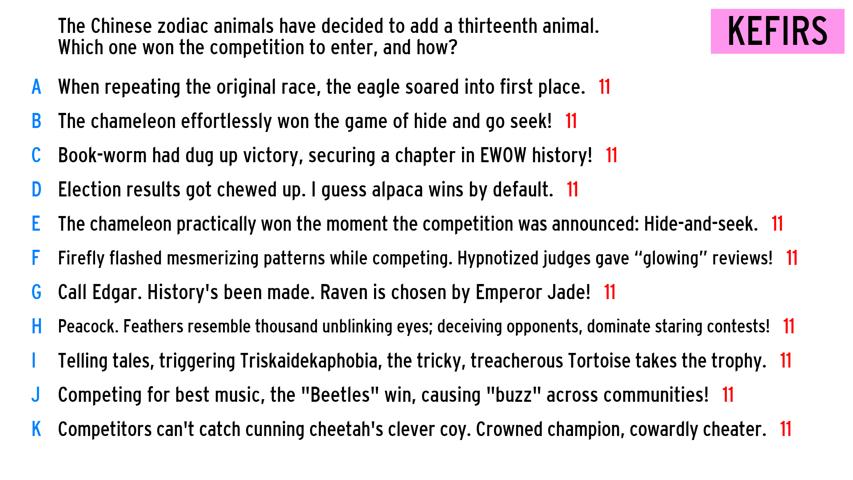 The Chinese zodiac animals have decided to add a thirteenth animal.
Which one won the competition to enter, and how?
KEFIRS
A When repeating the original race, the eagle soared into first place. 11
B The chameleon effortlessly won the game of hide and go seek! 11
C Book-worm had dug up victory, securing a chapter in EWOW history! 11
D Election results got chewed up. I guess alpaca wins by default. 11
E The chameleon practically won the moment the competition was announced: Hide-and-seek. 11
F Firefly flashed mesmerizing patterns while competing. Hypnotized judges gave “glowing” reviews! 11
G Call Edgar. History's been made. Raven is chosen by Emperor Jade! 11
H Peacock. Feathers resemble thousand unblinking eyes; deceiving opponents, dominate staring contests! 11
I Telling tales, triggering Triskaidekaphobia, the tricky, treacherous Tortoise takes the trophy. 11
J Competing for best music, the "Beetles" win, causing "buzz" across communities! 11
K Competitors can't catch cunning cheetah's clever coy. Crowned champion, cowardly cheater. 11